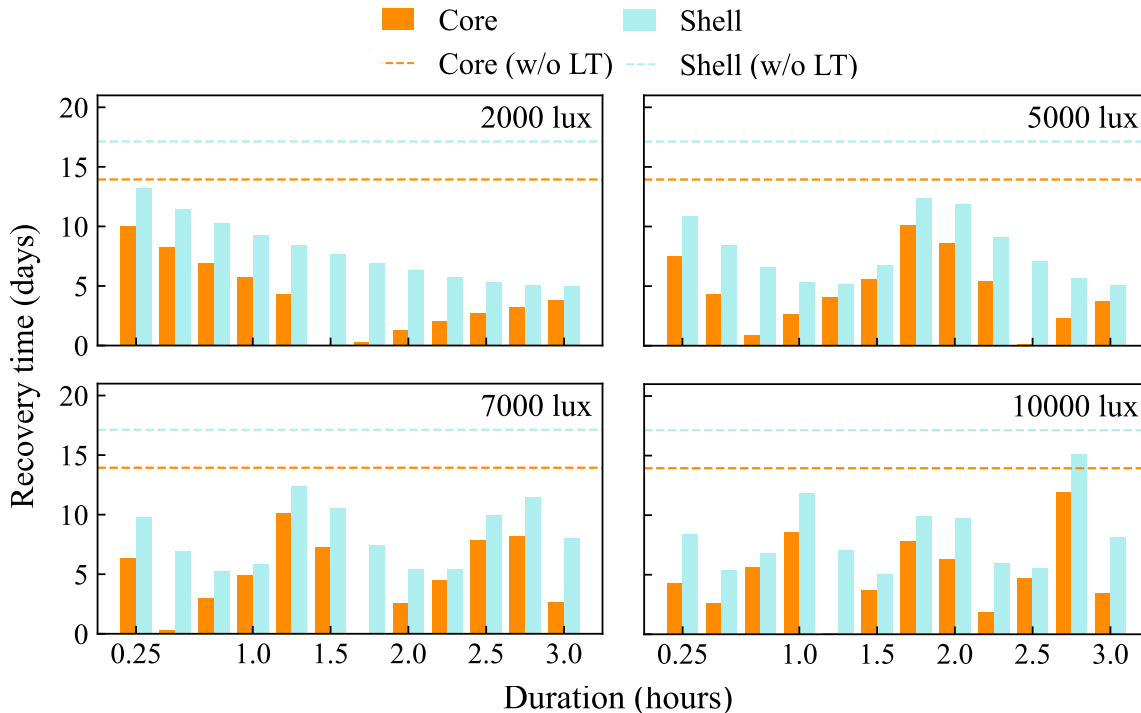 Core
Shell
Core (w/o LT)
Shell (w/o LT)
Recovery time (days)
20
15
10
5
0
2000 lux
5000 lux
20
15
10
5
0
7000 lux
10000 lux
0.25
1.0
1.5
2.0
2.5
3.0
0.25
1.0
1.5
2.0
2.5
3.0
Duration (hours)